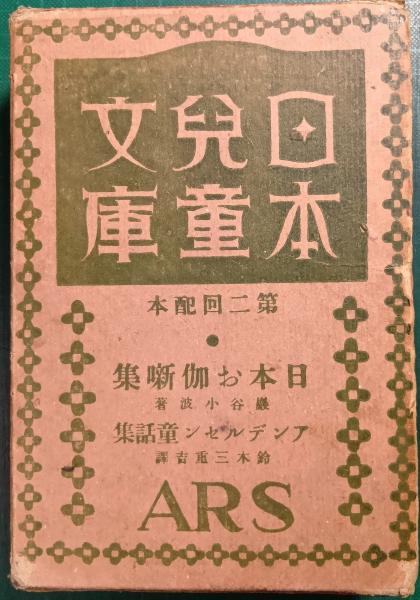 日本
兒童
文庫
第二回配本
日本お伽噺集
巖谷小波著
アンデルセン童話集
鈴木三重吉譯
ARS